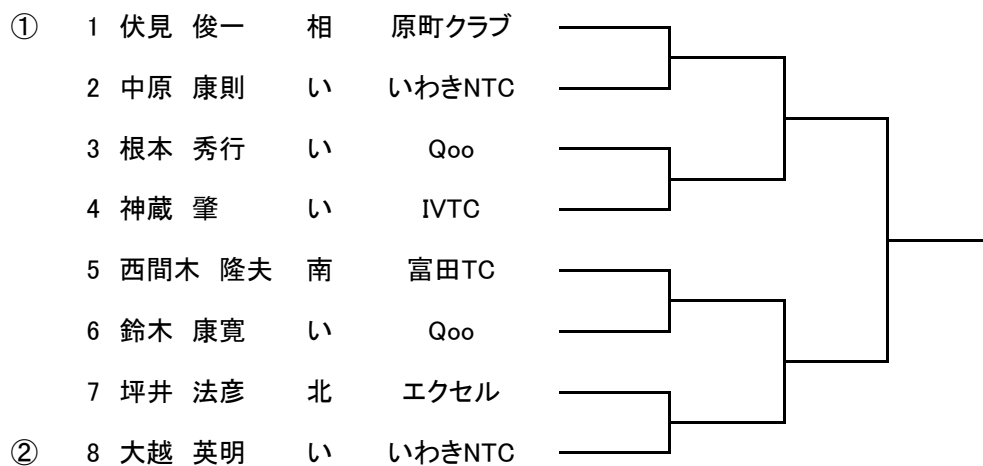 ① 1 伏見 俊一 相 原町クラブ
2 中原 康則 い いわきNTC
3 根本 秀行 い Qoo
4 神蔵 肇 い IVTC
5 西間木 隆夫 南 富田TC
6 鈴木 康寛 い Qoo
7 坪井 法彦 北 エクセル
② 8 大越 英明 い いわきNTC